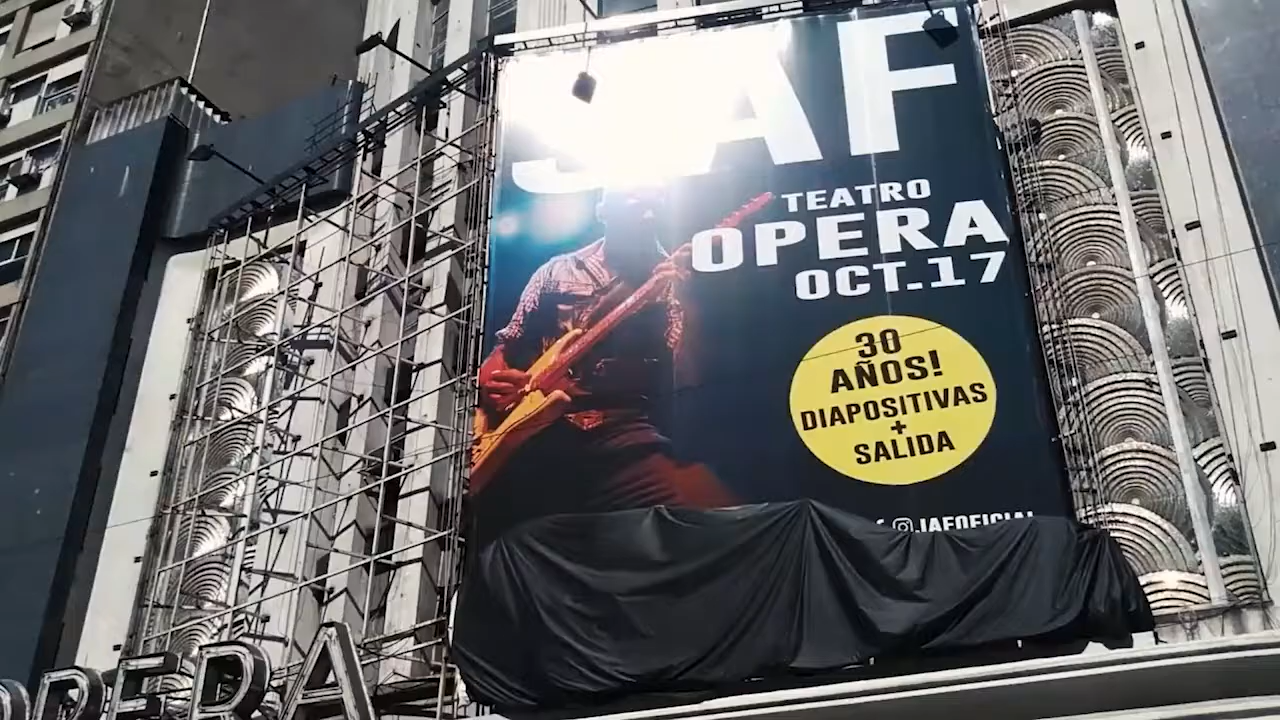 JAF
TEATRO
OPERA
OCT.17
30
AÑOS!
DIAPOSITIVAS
+
SALIDA
JAFOFICIAL
OPERA